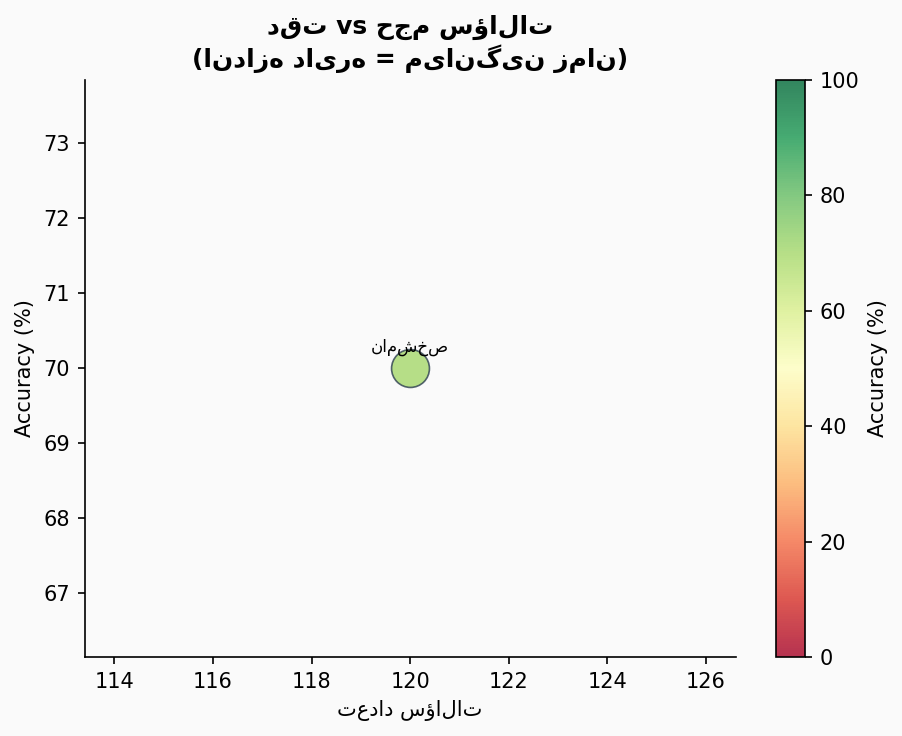 دقت vs حجم سؤالات
(اندازه دایره = میانگین زمان)
Accuracy (%)
73
72
71
70
69
68
67
نامشخص
114 116 118 120 122 124 126
تعداد سؤالات
100
80
60
40
20
0
Accuracy (%)